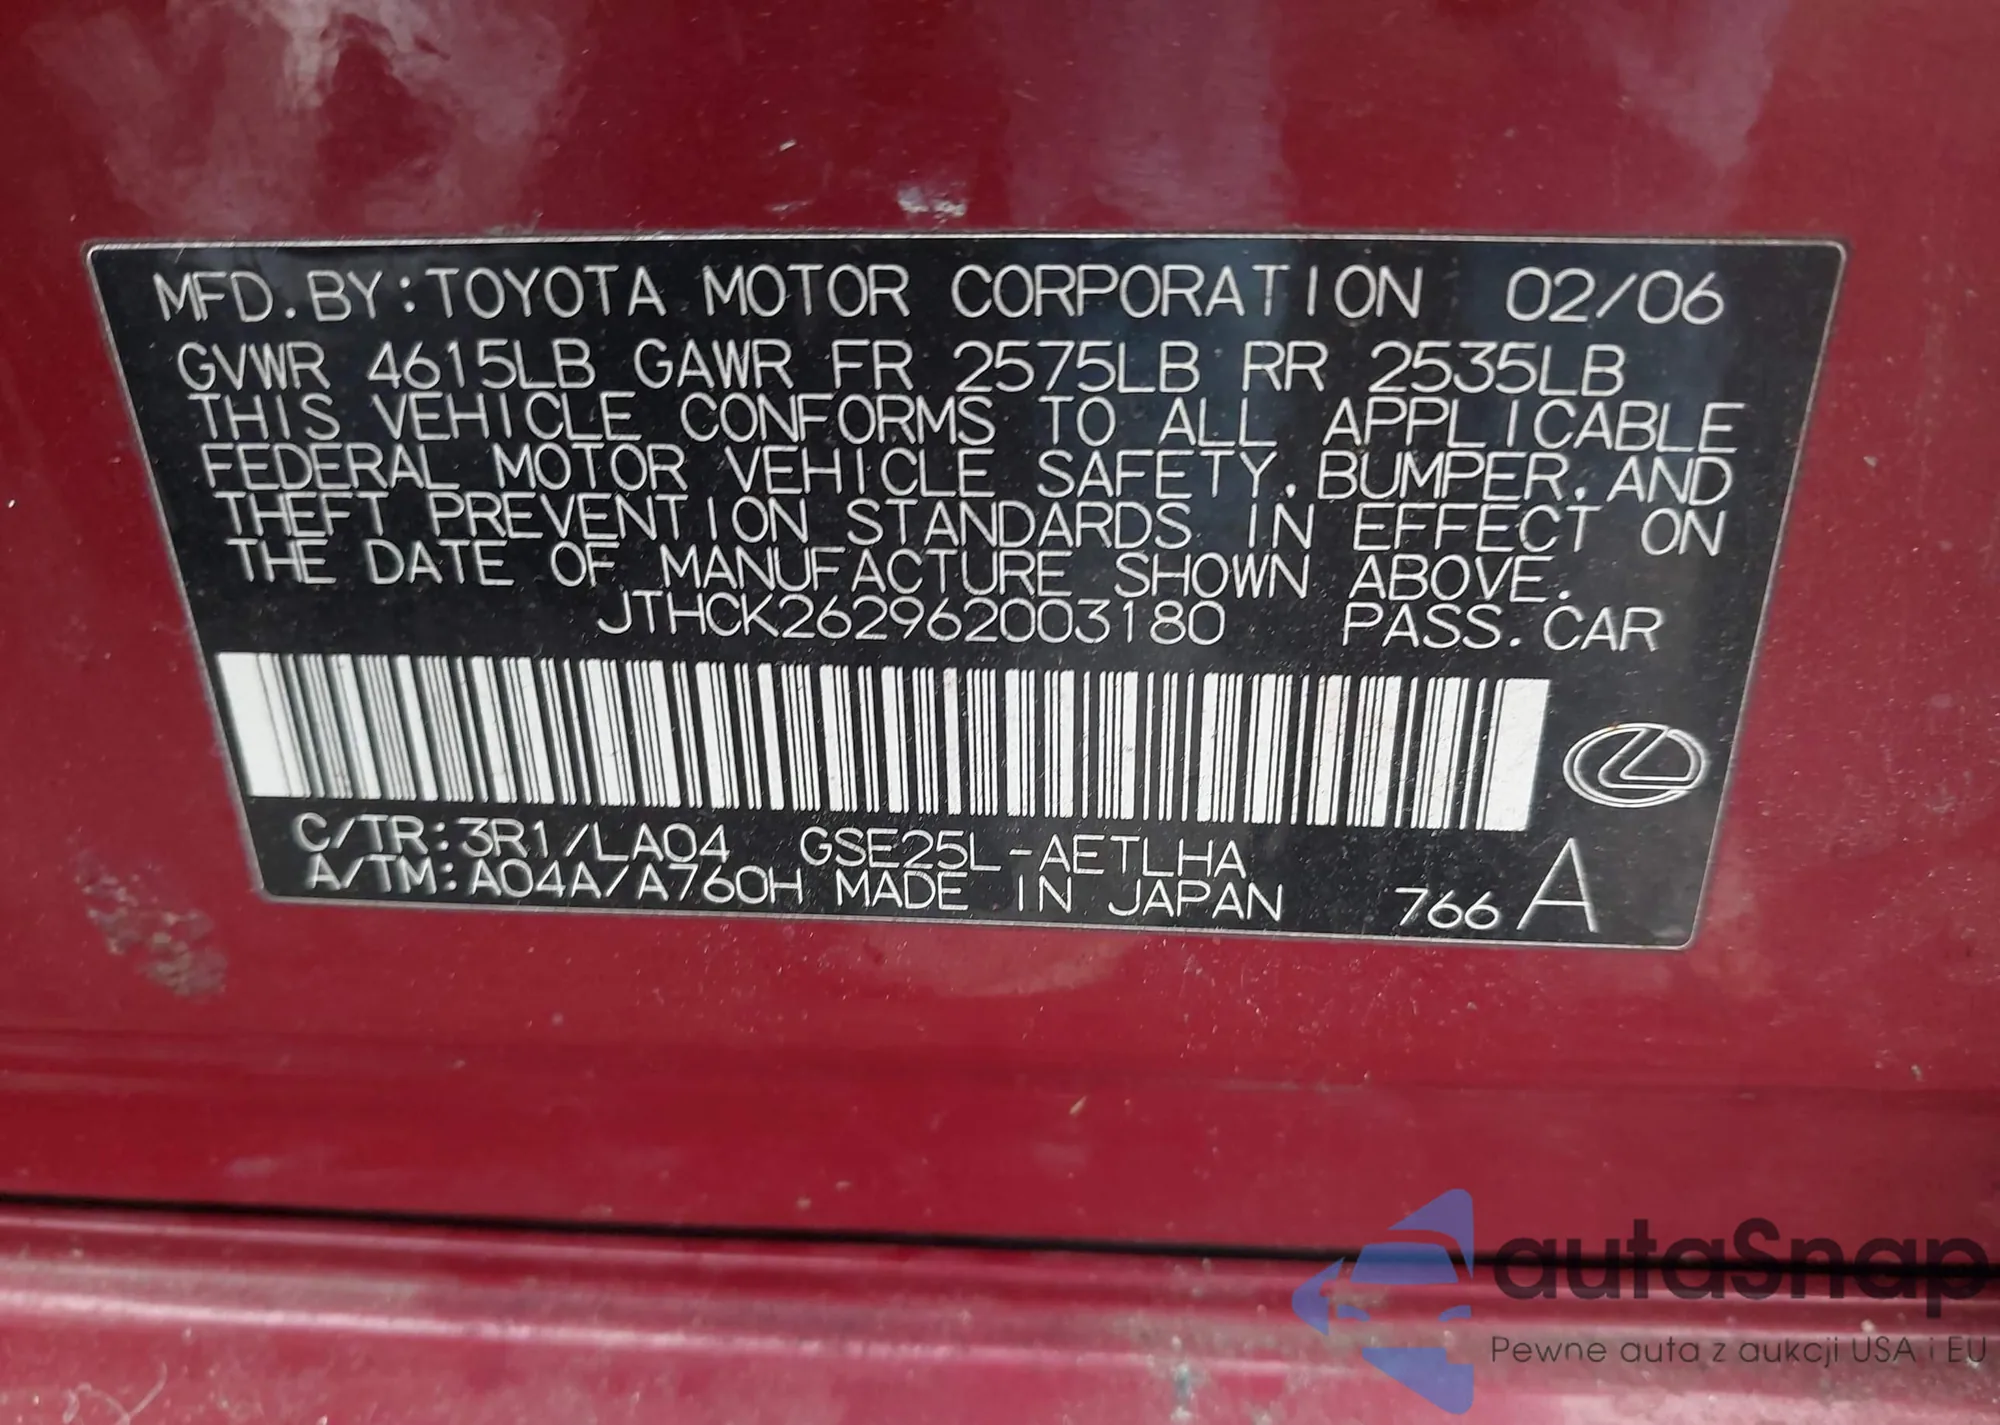 MFD. BY: TOYOTA MOTOR CORPORATION 02/06
GVWR 4615LB GAWR FR 2575LB RR 2535LB
THIS VEHICLE CONFORMS TO ALL APPLICABLE
FEDERAL MOTOR VEHICLE SAFETY, BUMPER, AND
THEFT PREVENTION STANDARDS IN EFFECT ON
THE DATE OF MANUFACTURE SHOWN ABOVE.
JTHCK262962003180 PASS. CAR
C/TR: 3R1/LA04 GSE25L-AETLHA
A/TM: A04A/A760H MADE IN JAPAN 766 A
autaSnap
Pewne auta z aukcji USA i EU